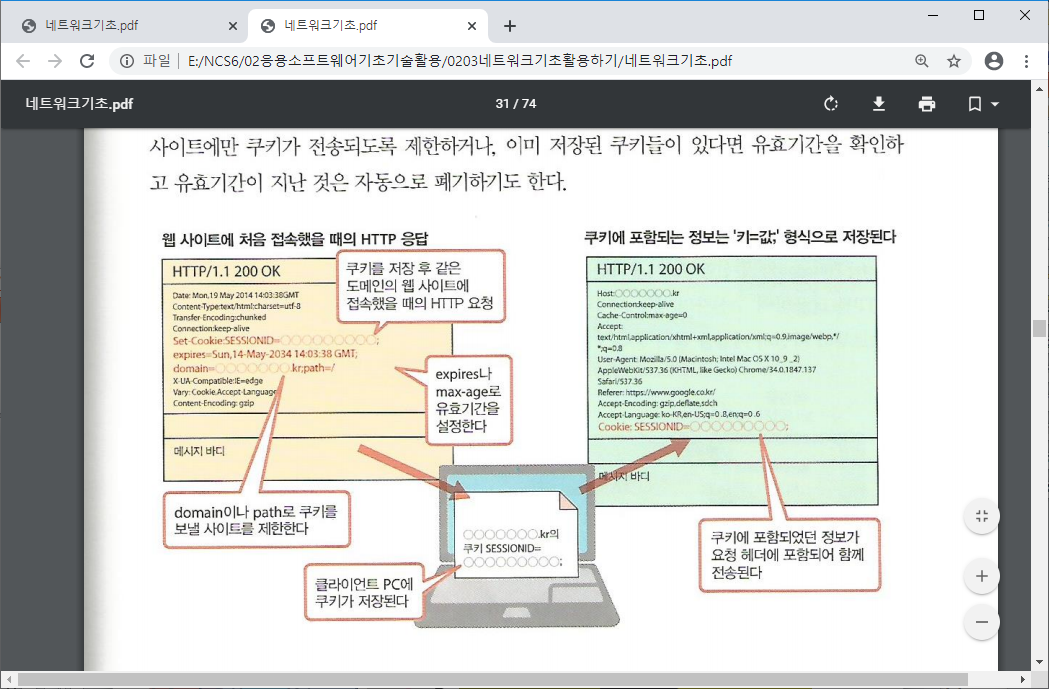 네트워크기초.pdf
네트워크기초.pdf
파일 E:/NCS6/02응용소프트웨어기초기술활용/0203네트워크기초활용하기/네트워크기초.pdf
네트워크기초.pdf
31 / 74
사이트에만 쿠키가 전송되도록 제한하거나, 이미 저장된 쿠키들이 있다면 유효기간을 확인하
고 유효기간이 지난 것은 자동으로 폐기하기도 한다.
웹 사이트에 처음 접속했을 때의 HTTP 응답
HTTP/1.1 200 OK
Date: Mon,19 May 2014 14:03:38GMT
Content-Type:text/html:charset=utf-8
Transfer-Encoding:chunked
Connection:keep-alive
Set-Cookie:SESSIONID=○○○○○○○○○;
expires=Sun,14-May-2034 14:03:38 GMT;
domain=○○○○○○○.kr;path=/
X-UA-Compatible:IE=edge
Vary: Cookie,Accept-Language
Content-Encoding: gzip
메시지 바디
쿠키를 저장 후 같은
도메인의 웹 사이트에
접속했을 때의 HTTP 요청
expires나
max-age로
유효기간을
설정한다
domain이나 path로 쿠키를
보낼 사이트를 제한한다
○○○○○○○.kr의
쿠키 SESSIONID=
○○○○○○○○○;
클라이언트 PC에
쿠키가 저장된다
쿠키에 포함되는 정보는 '키=값;' 형식으로 저장된다
HTTP/1.1 200 OK
Host:○○○○○○○.kr
Connection:keep-alive
Cache-Control:max-age=0
Accept:
text/html,application/xhtml+xml,application/xml;q=0.9,image/webp,*/
*;q=0.8
User-Agent: Mozilla/5.0 (Macintosh; Intel Mac OS X 10_9 _2)
AppleWebKit/537.36 (KHTML, like Gecko) Chrome/34.0.1847.137
Safari/537.36
Referer: https://www.google.co.kr/
Accept-Encoding: gzip,deflate,sdch
Accept-Language: ko-KR,en-US;q=0.8,en;q=0.6
Cookie: SESSIONID=○○○○○○○○○;
메시지 바디
쿠키에 포함되었던 정보가
요청 헤더에 포함되어 함께
전송된다